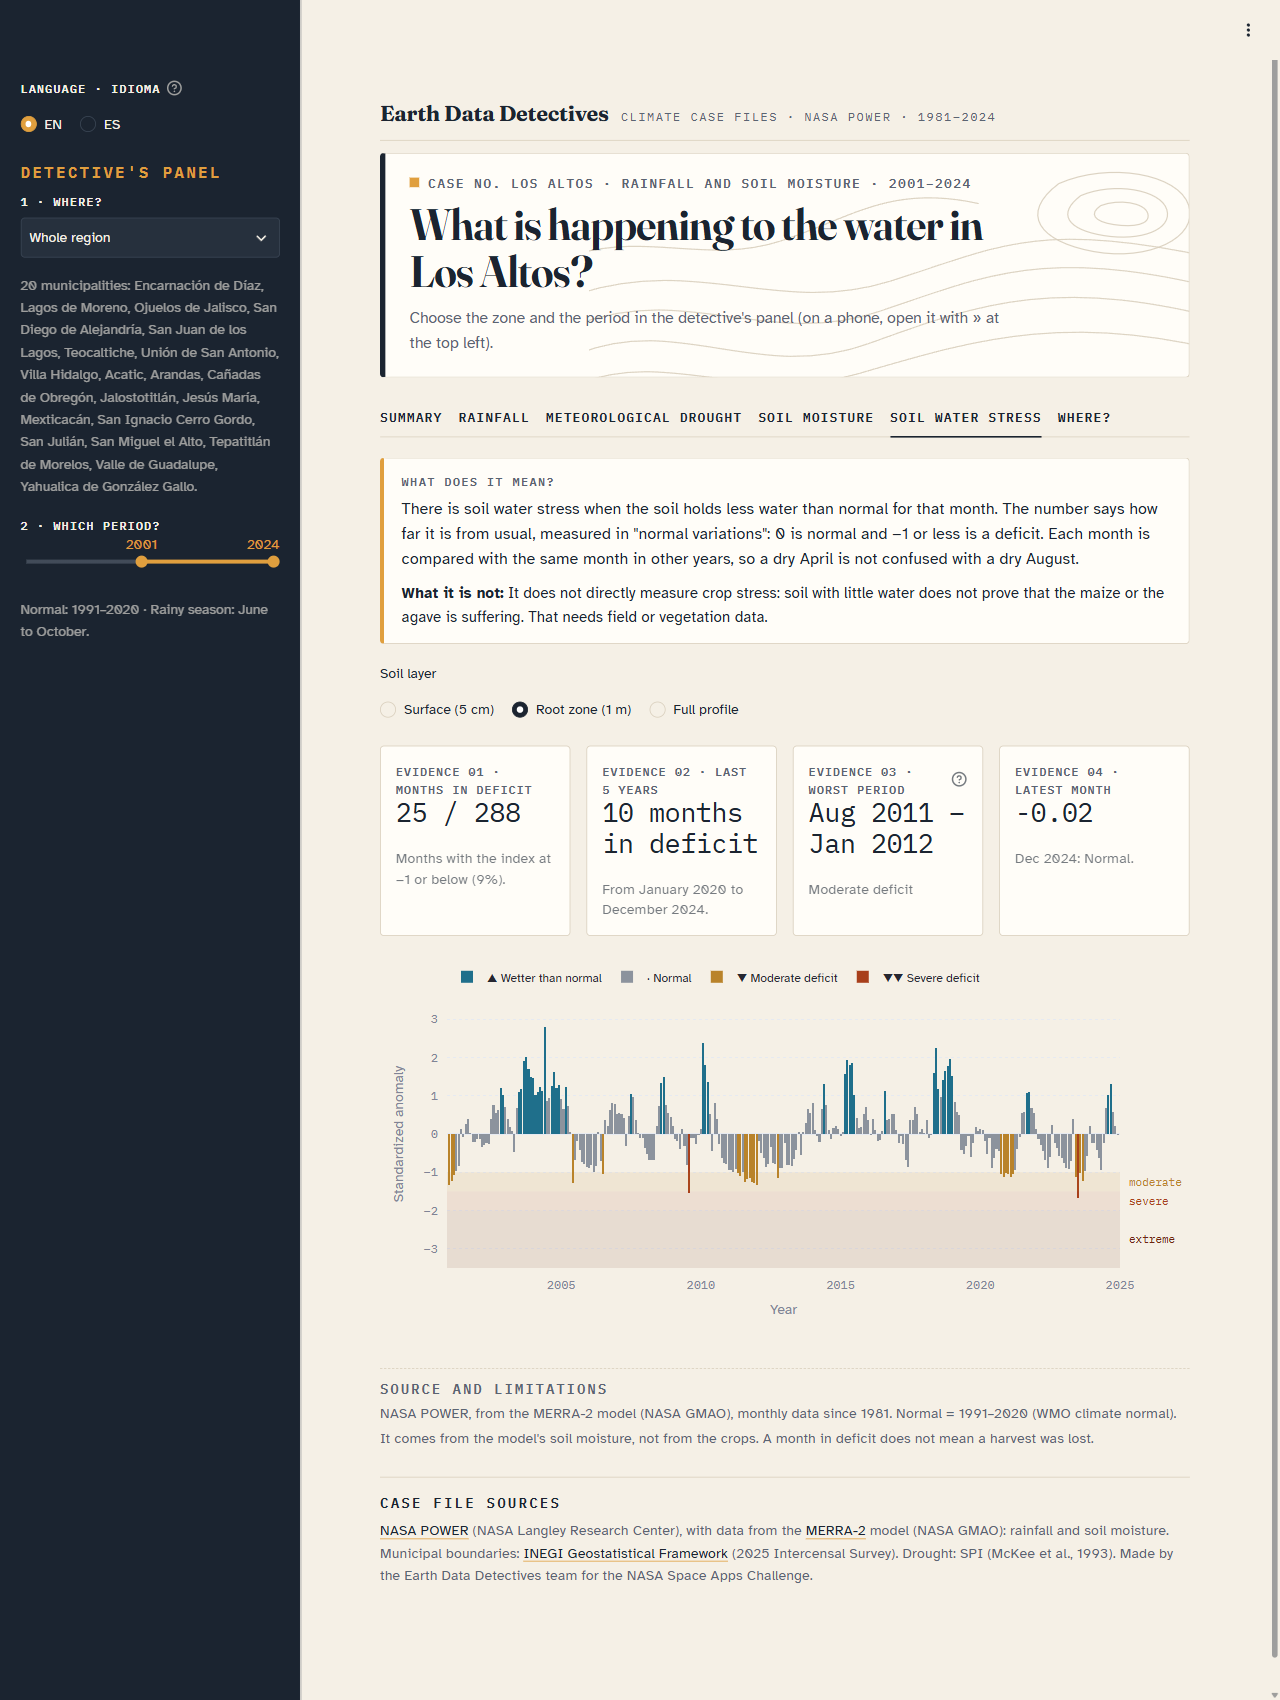 LANGUAGE · IDIOMA
EN ES
DETECTIVE'S PANEL
1 · WHERE?
Whole region
20 municipalities: Encarnación de Díaz,
Lagos de Moreno, Ojuelos de Jalisco, San
Diego de Alejandría, San Juan de los
Lagos, Teocaltiche, Unión de San Antonio,
Villa Hidalgo, Acatic, Arandas, Cañadas
de Obregón, Jalostotitlán, Jesús María,
Mexticacán, San Ignacio Cerro Gordo,
San Julián, San Miguel el Alto, Tepatitlán
de Morelos, Valle de Guadalupe,
Yahualica de González Gallo.
2 · WHICH PERIOD?
2001 2024
Normal: 1991–2020 · Rainy season: June
to October.
Earth Data Detectives CLIMATE CASE FILES · NASA POWER · 1981–2024
CASE NO. LOS ALTOS · RAINFALL AND SOIL MOISTURE · 2001–2024
What is happening to the water in
Los Altos?
Choose the zone and the period in the detective's panel (on a phone, open it with » at
the top left).
SUMMARY RAINFALL METEOROLOGICAL DROUGHT SOIL MOISTURE SOIL WATER STRESS WHERE?
WHAT DOES IT MEAN?
There is soil water stress when the soil holds less water than normal for that month. The number says how
far it is from usual, measured in "normal variations": 0 is normal and −1 or less is a deficit. Each month is
compared with the same month in other years, so a dry April is not confused with a dry August.
What it is not: It does not directly measure crop stress: soil with little water does not prove that the maize or the
agave is suffering. That needs field or vegetation data.
Soil layer
Surface (5 cm) Root zone (1 m) Full profile
EVIDENCE 01 ·
MONTHS IN DEFICIT
25 / 288
Months with the index at
−1 or below (9%).
EVIDENCE 02 · LAST
5 YEARS
10 months
in deficit
From January 2020 to
December 2024.
EVIDENCE 03 ·
WORST PERIOD
Aug 2011 –
Jan 2012
Moderate deficit
EVIDENCE 04 ·
LATEST MONTH
-0.02
Dec 2024: Normal.
▲ Wetter than normal · Normal ▼ Moderate deficit ▼▼ Severe deficit
Standardized anomaly
3
2
1
0
−1
−2
−3
moderate
severe
extreme
2005 2010 2015 2020 2025
Year
SOURCE AND LIMITATIONS
NASA POWER, from the MERRA-2 model (NASA GMAO), monthly data since 1981. Normal = 1991–2020 (WMO climate normal).
It comes from the model's soil moisture, not from the crops. A month in deficit does not mean a harvest was lost.
CASE FILE SOURCES
NASA POWER (NASA Langley Research Center), with data from the MERRA-2 model (NASA GMAO): rainfall and soil moisture.
Municipal boundaries: INEGI Geostatistical Framework (2025 Intercensal Survey). Drought: SPI (McKee et al., 1993). Made by
the Earth Data Detectives team for the NASA Space Apps Challenge.